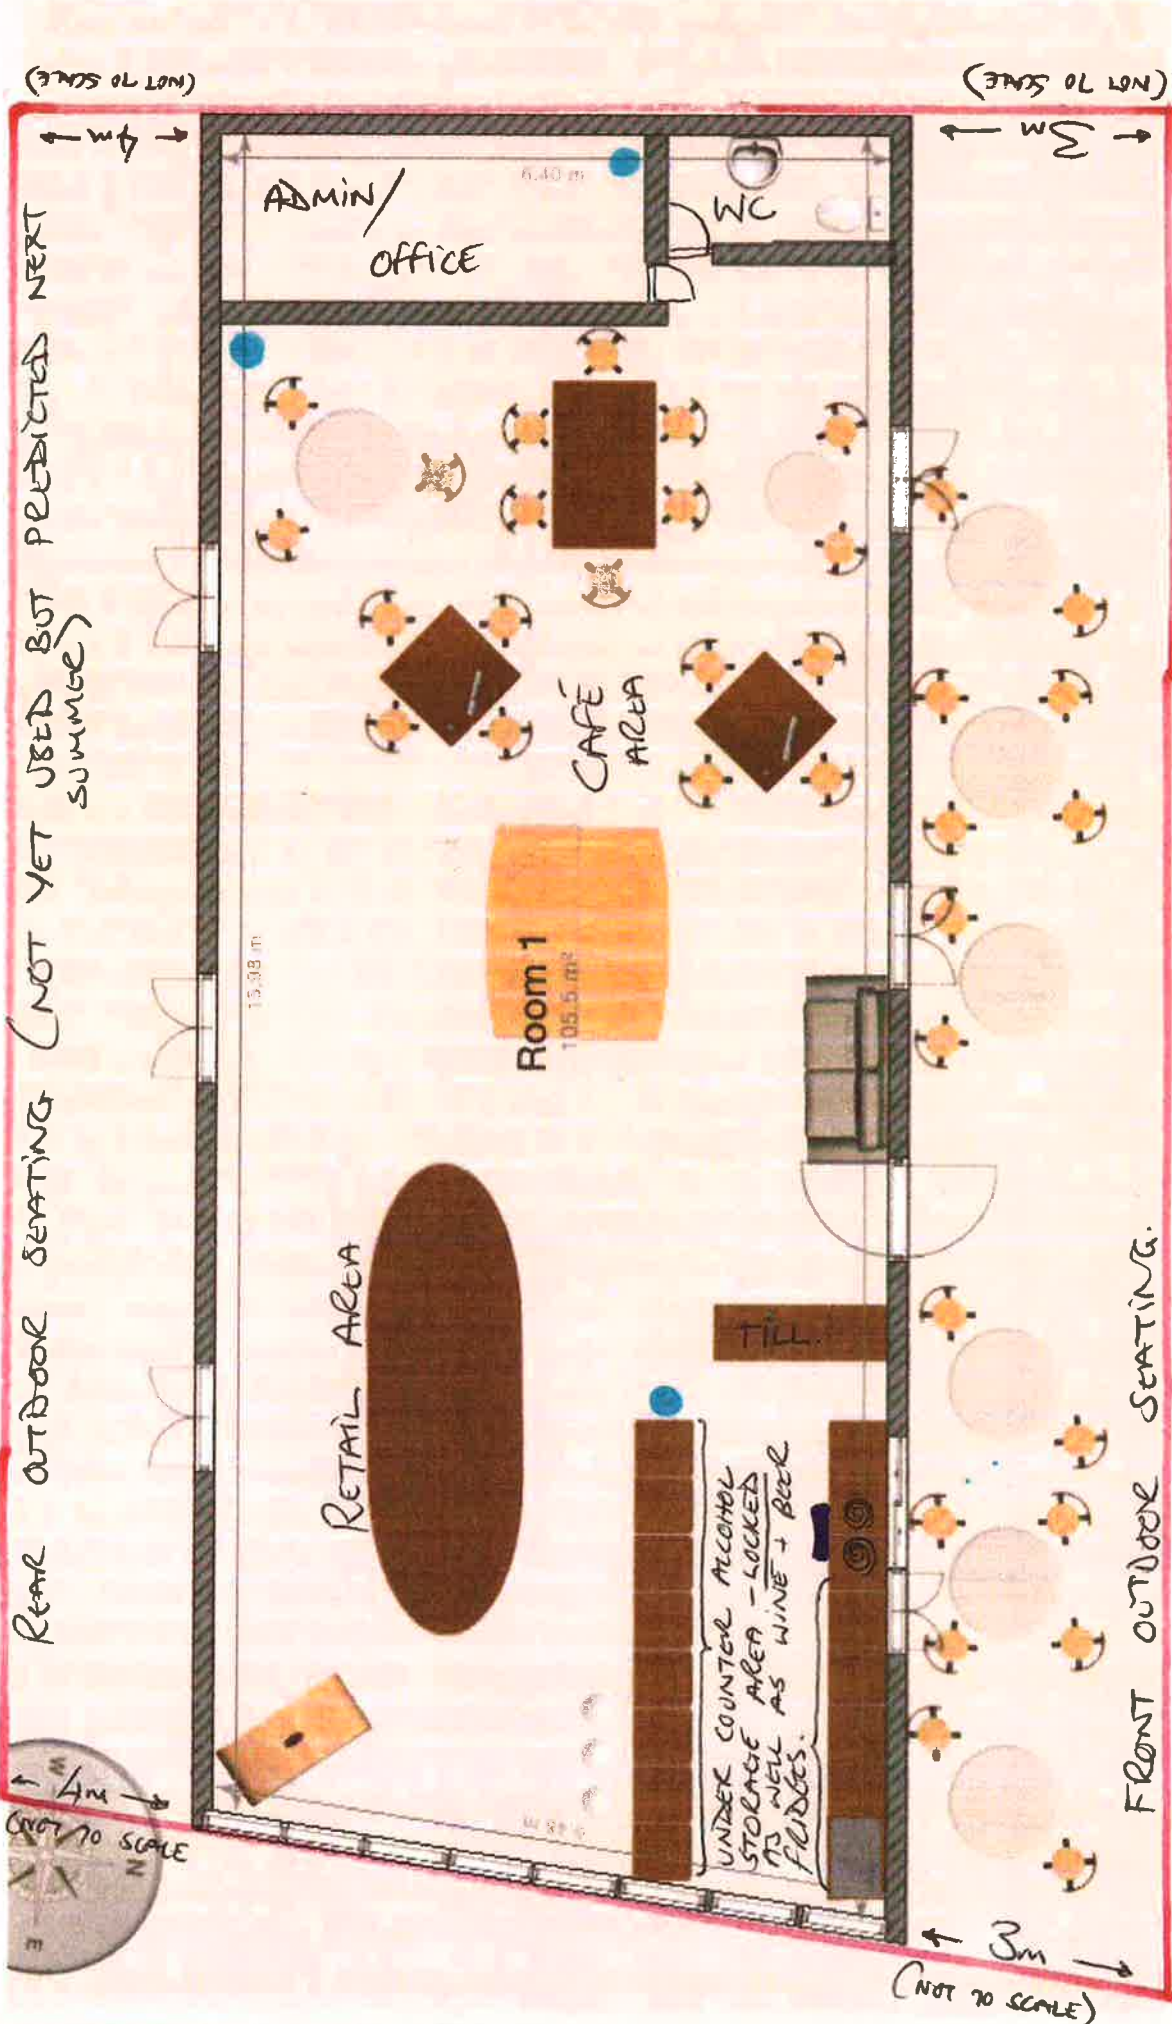 (NOT TO SCALE)
(NOT TO SCALE)
4m
3m
6.40 m
ADMIN/
OFFICE
WC
REAR OUTDOOR SEATING (NOT YET USED BUT PREDICTED NEXT
SUMMER)
CAFÉ
AREA
Room 1
105.5 m²
RETAIL AREA
TILL.
UNDER COUNTER ALCOHOL
STORAGE AREA - LOCKED
AS WELL AS WINE + BEER
FRIDGES.
FRONT OUTDOOR SEATING.
4m
(NOT TO SCALE
W
N
E
3m
(NOT TO SCALE)